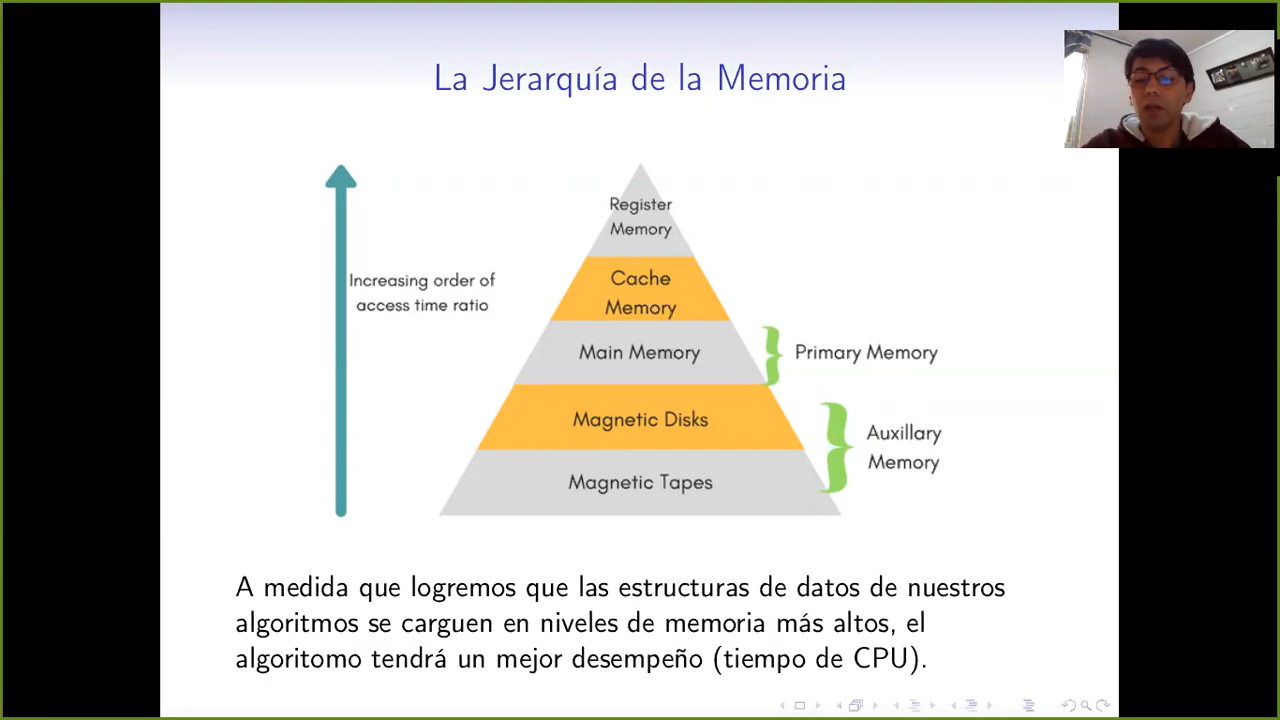 La Jerarquía de la Memoria
Register
Memory
Increasing order of
access time ratio
Cache
Memory
Main Memory
Primary Memory
Magnetic Disks
Auxillary
Memory
Magnetic Tapes
A medida que logremos que las estructuras de datos de nuestros
algoritmos se carguen en niveles de memoria más altos, el
algoritomo tendrá un mejor desempeño (tiempo de CPU).